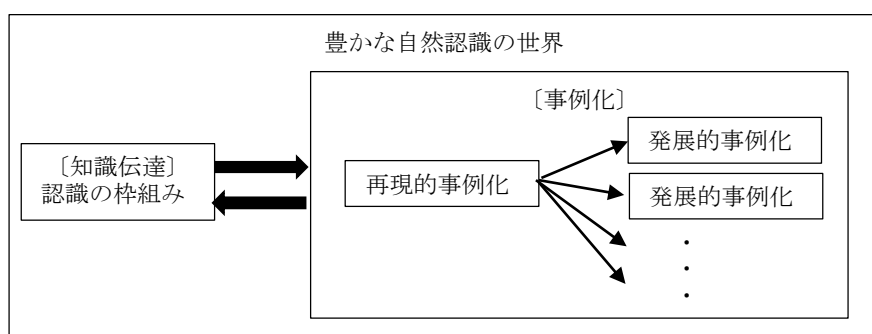 豊かな自然認識の世界
〔事例化〕
〔知識伝達〕
認識の枠組み
再現的事例化
発展的事例化
発展的事例化
・
・
・